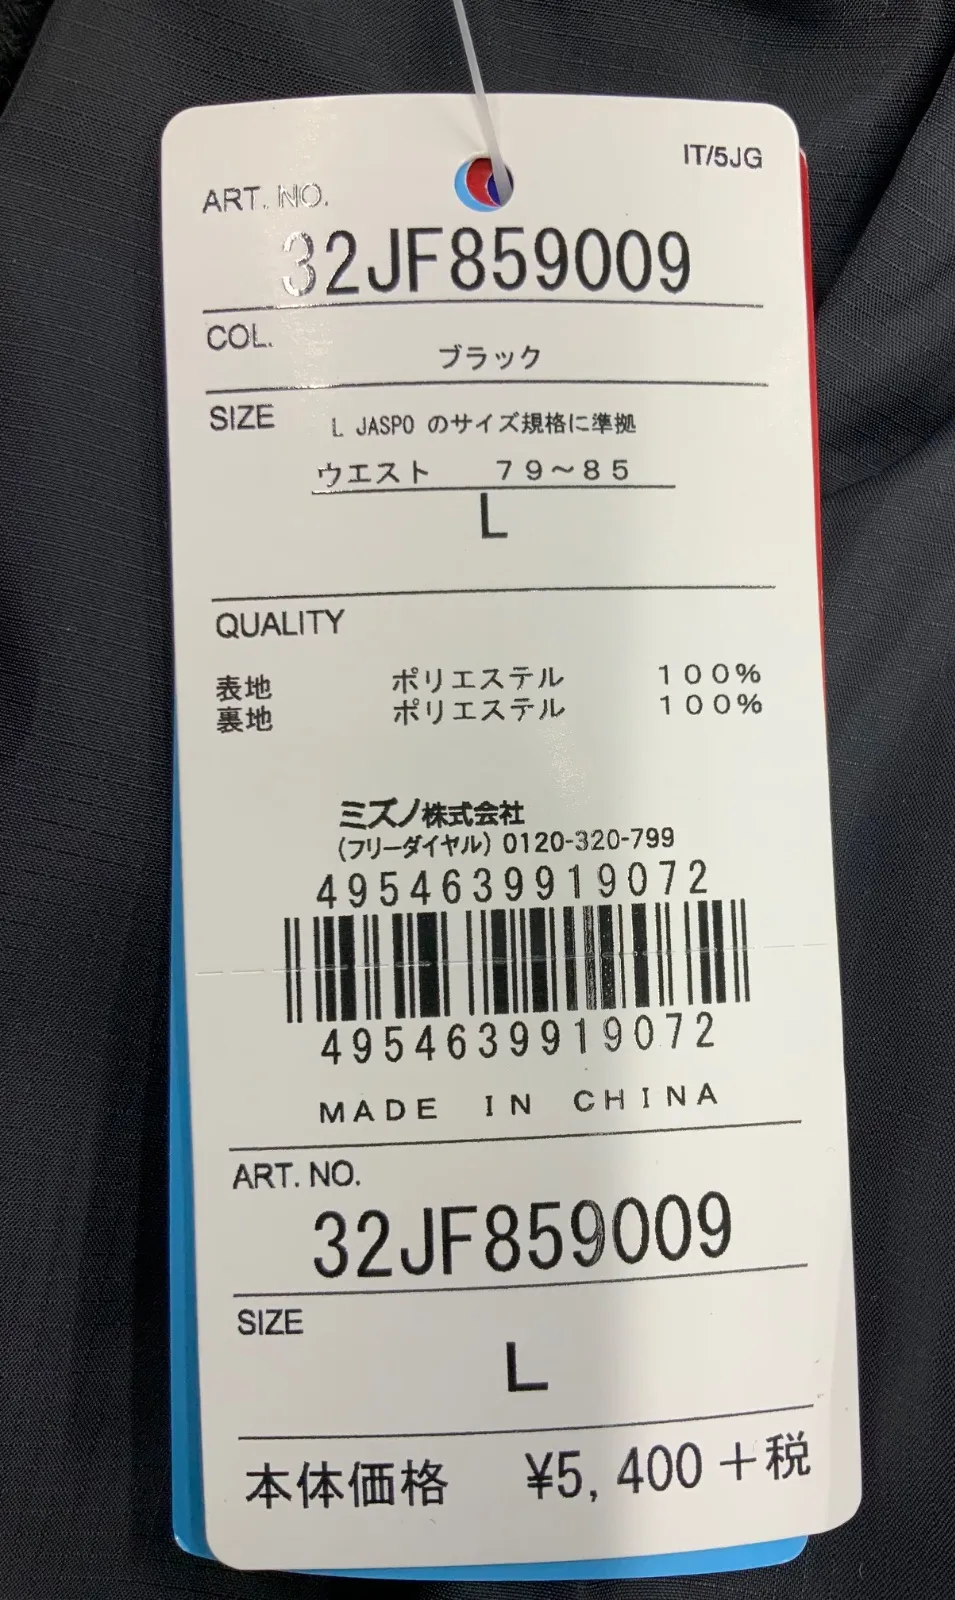 IT/5JG
ART. NO.
32JF859009
COL.
ブラック
SIZE
L JASPO のサイズ規格に準拠
ウエスト 79～85
L
QUALITY
表地 ポリエステル 100%
裏地 ポリエステル 100%
ミズノ株式会社
(フリーダイヤル) 0120-320-799
4954639919072
4954639919072
MADE IN CHINA
ART. NO.
32JF859009
SIZE
L
本体価格 ¥5,400+税